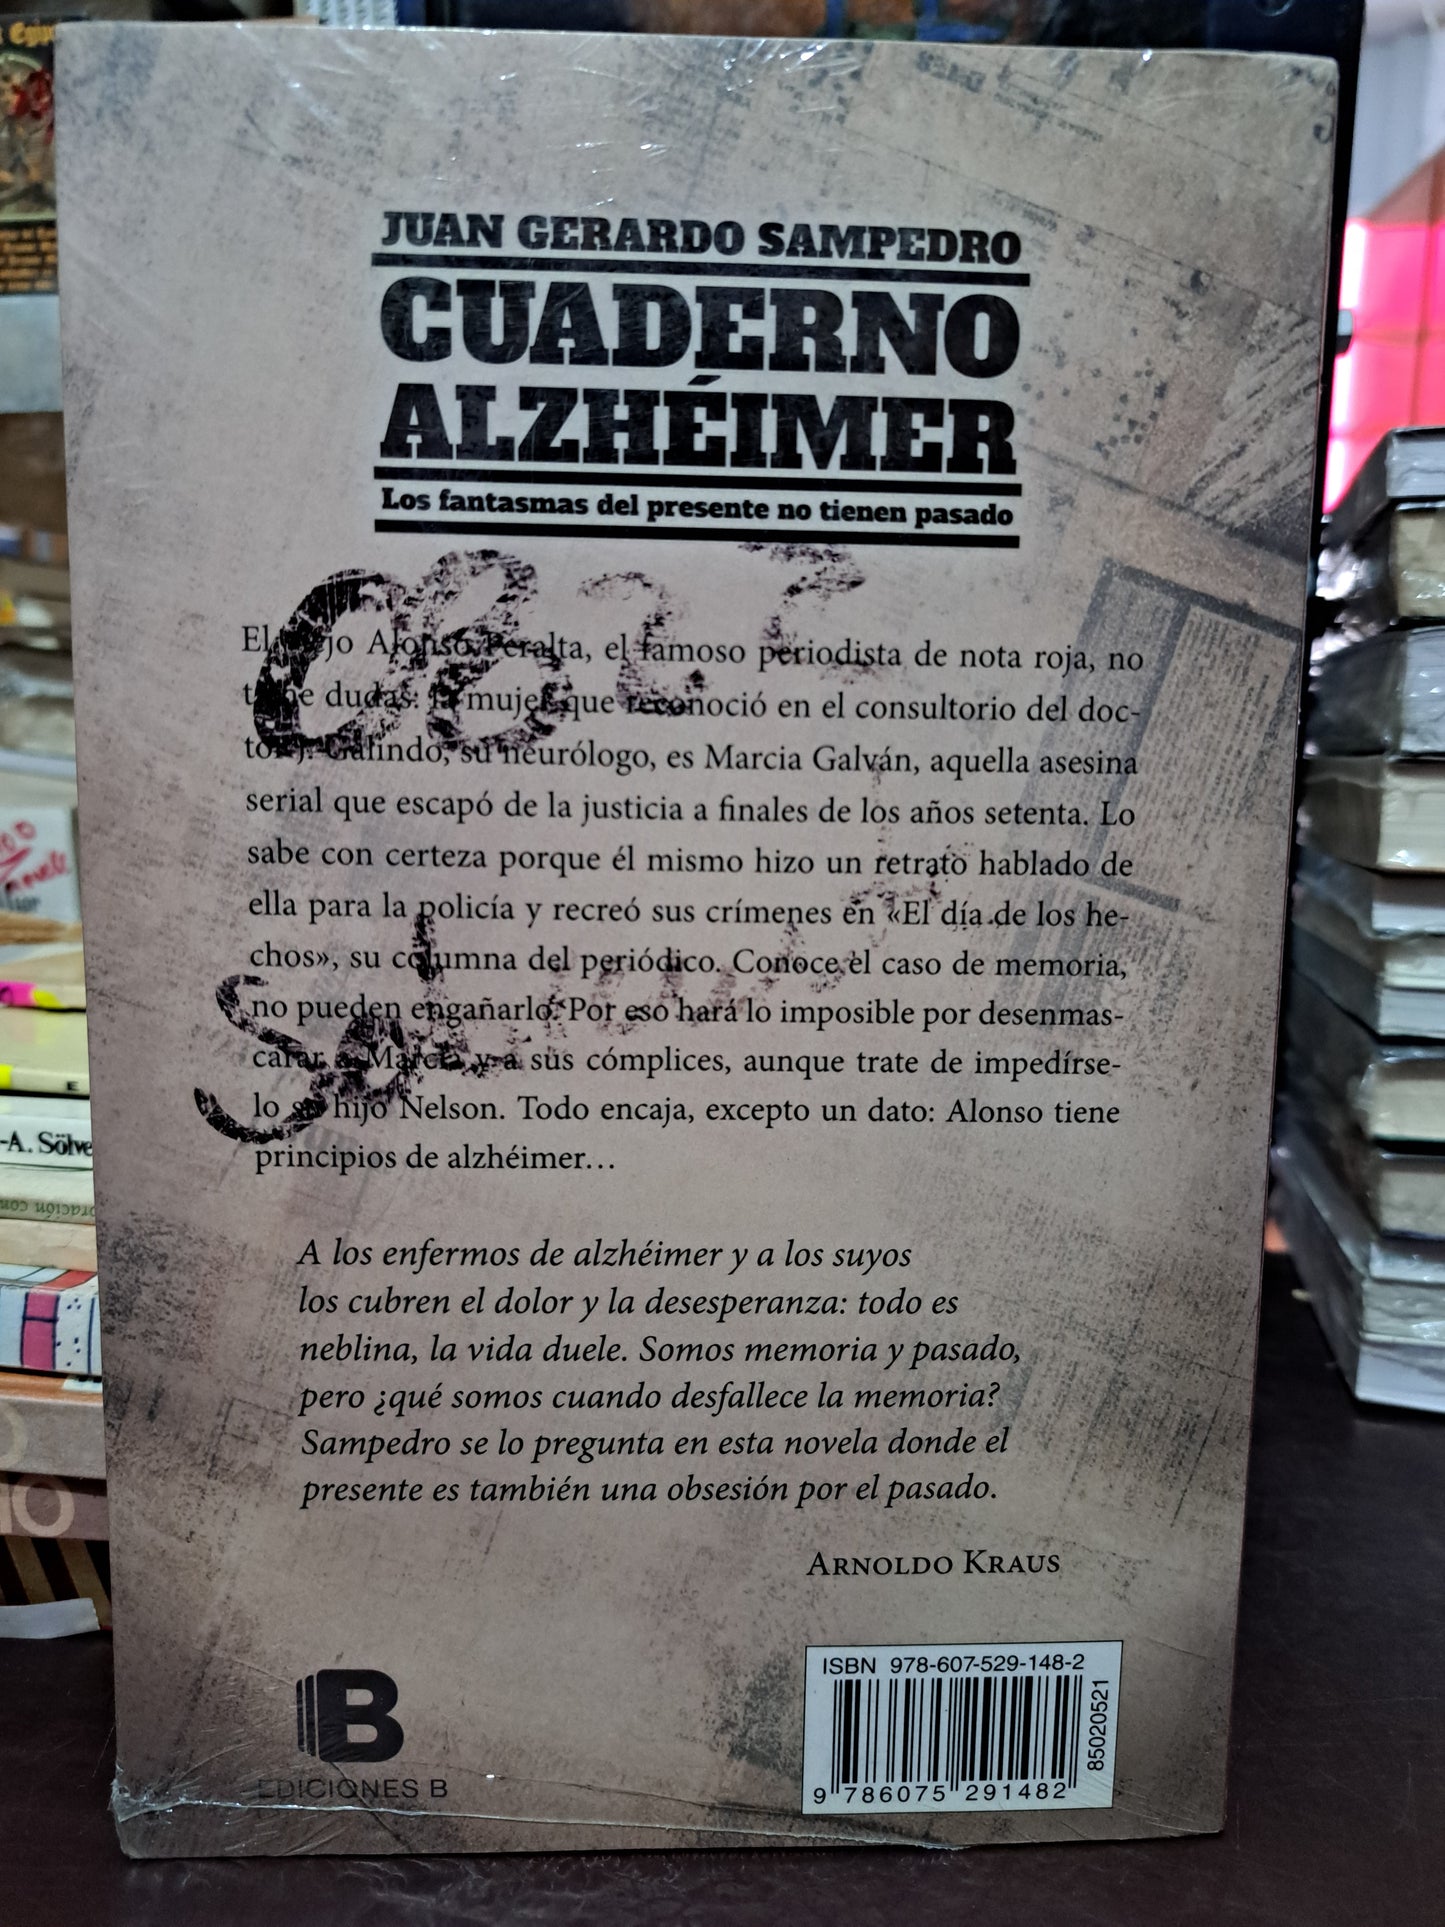 JUAN GERARDO SAMPEDRO
CUADERNO
ALZHÉIMER
Los fantasmas del presente no tienen pasado
El viejo Alonso Peralta, el famoso periodista de nota roja, no
tiene dudas: la mujer que reconoció en el consultorio del doc-
tor J. Galindo, su neurólogo, es Marcia Galván, aquella asesina
serial que escapó de la justicia a finales de los años setenta. Lo
sabe con certeza porque él mismo hizo un retrato hablado de
ella para la policía y recreó sus crímenes en «El día de los he-
chos», su columna del periódico. Conoce el caso de memoria,
no pueden engañarlo. Por eso hará lo imposible por desenmas-
carar a Marcia y a sus cómplices, aunque trate de impedírse-
lo su hijo Nelson. Todo encaja, excepto un dato: Alonso tiene
principios de alzhéimer...
A los enfermos de alzhéimer y a los suyos
los cubren el dolor y la desesperanza: todo es
neblina, la vida duele. Somos memoria y pasado,
pero ¿qué somos cuando desfallece la memoria?
Sampedro se lo pregunta en esta novela donde el
presente es también una obsesión por el pasado.
ARNOLDO KRAUS
B
EDICIONES B
ISBN 978-607-529-148-2
9 786075 291482
85020521
-A. Sölve
oración con